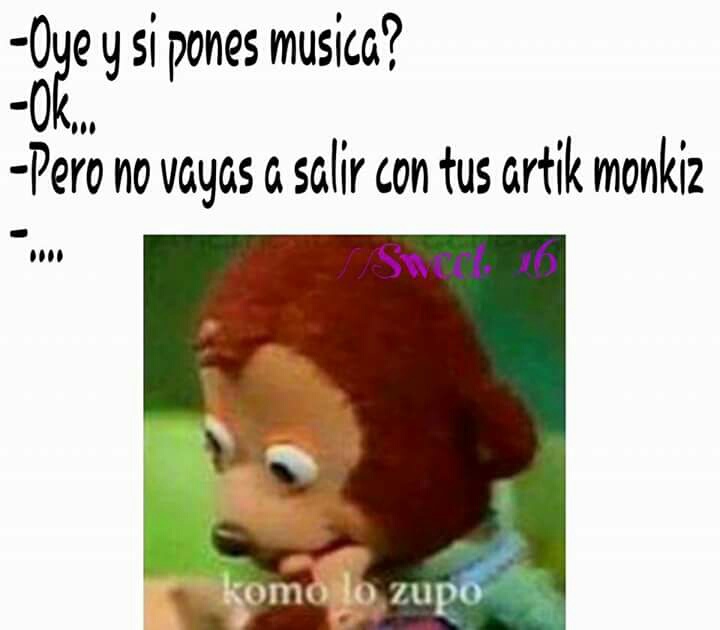 -Oye y si pones musica?
-Ok...
-Pero no vayas a salir con tus artik monkiz
-....
//Sweet 16
komo lo zupo